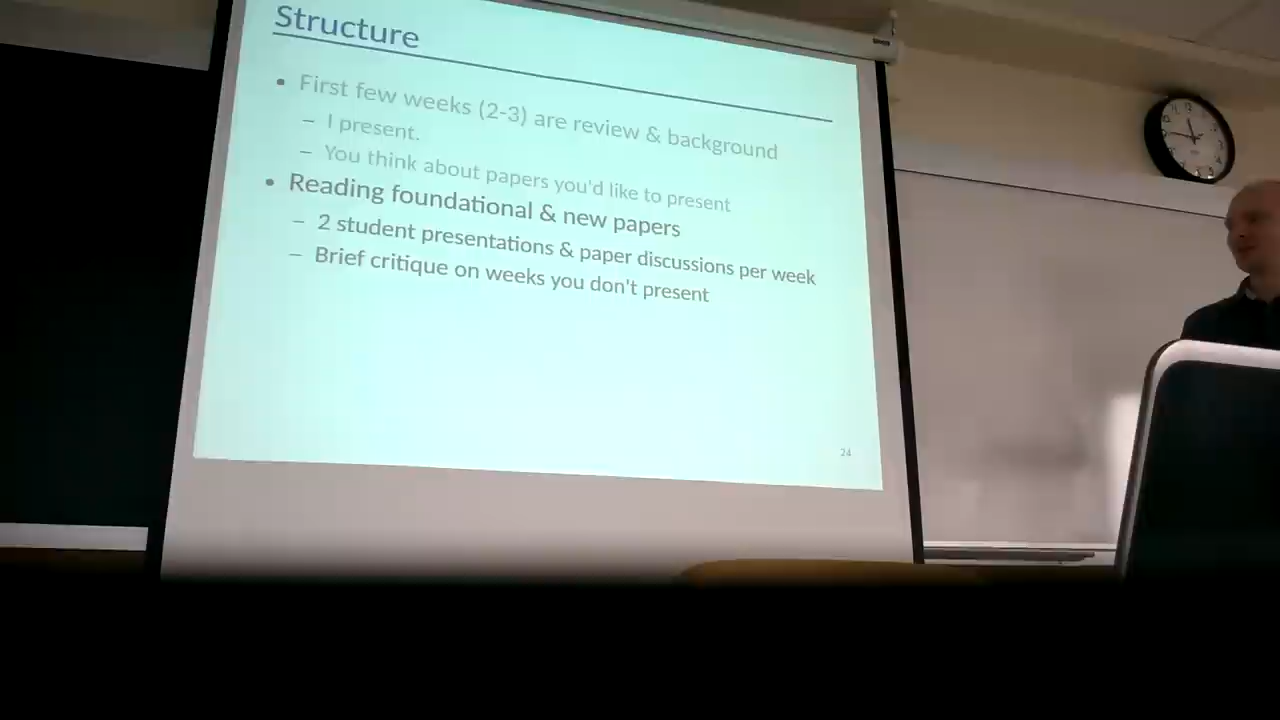 Structure
• First few weeks (2-3) are review & background
– I present.
– You think about papers you'd like to present
• Reading foundational & new papers
– 2 student presentations & paper discussions per week
– Brief critique on weeks you don't present
24